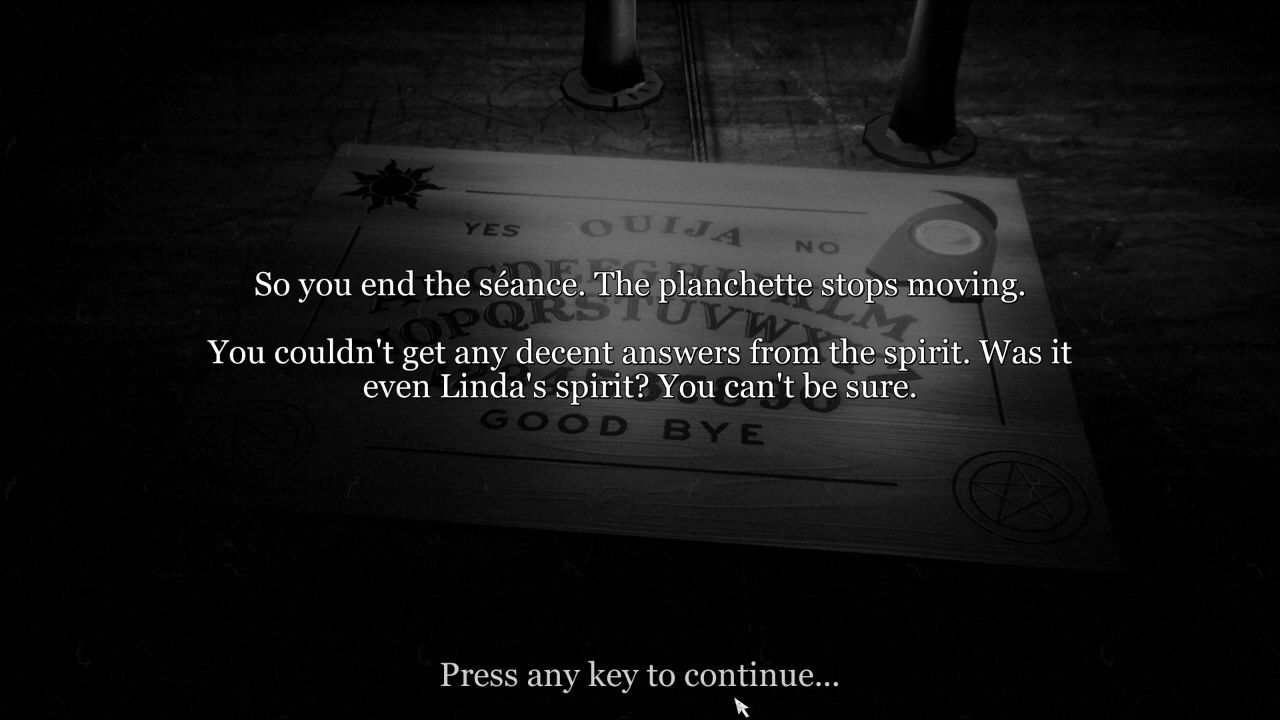 YES OUIJA NO
So you end the séance. The planchette stops moving.
You couldn't get any decent answers from the spirit. Was it
even Linda's spirit? You can't be sure.
GOOD BYE
Press any key to continue...